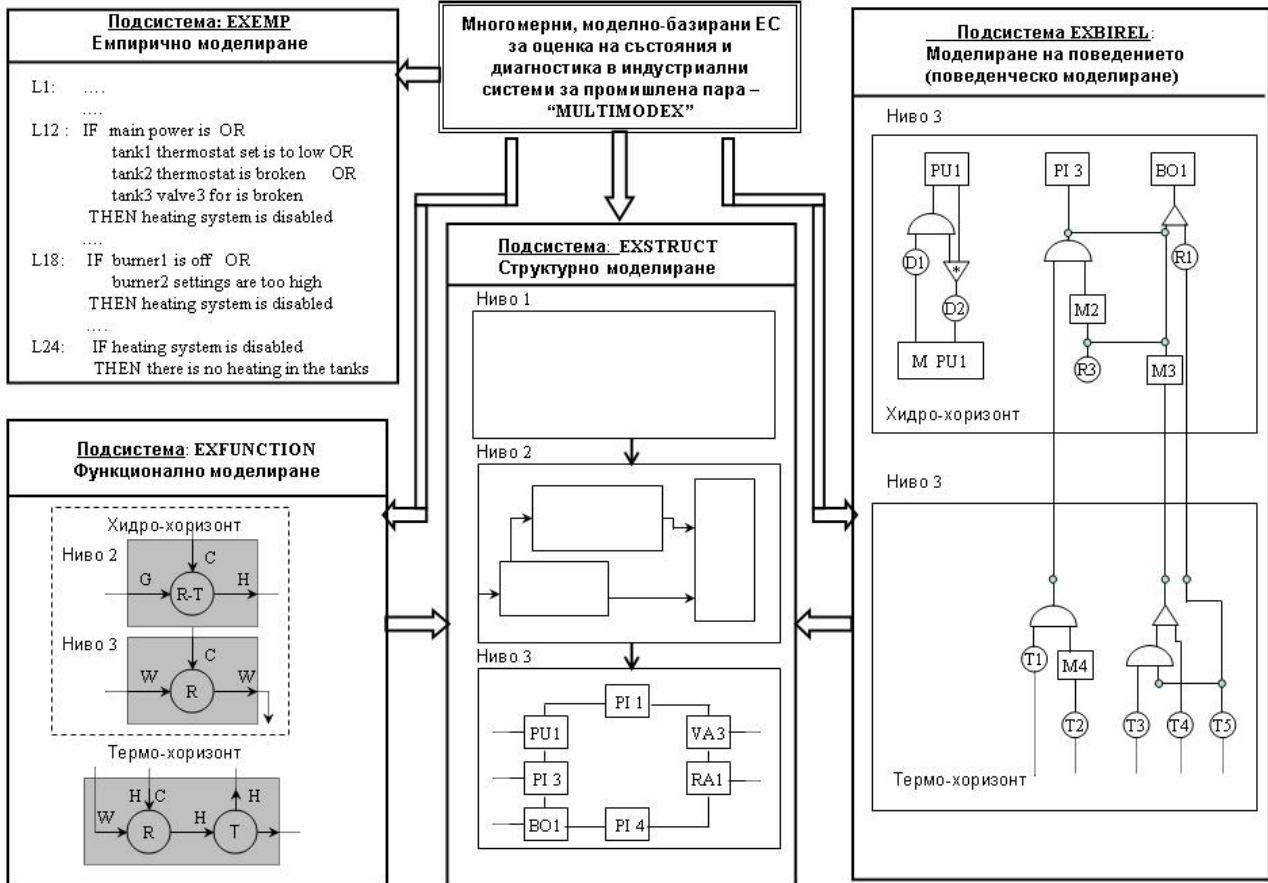 Подсистема: EXEMP
Емпирично моделиране
L1: ....
....
L12 : IF main power is OR
tank1 thermostat set is to low OR
tank2 thermostat is broken OR
tank3 valve3 for is broken
THEN heating system is disabled
....
L18: IF burner1 is off OR
burner2 settings are too high
THEN heating system is disabled
....
L24: IF heating system is disabled
THEN there is no heating in the tanks
Многомерни, моделно-базирани ЕС
за оценка на състояния и
диагностика в индустриални
системи за промишлена пара –
“MULTIMODEX”
Подсистема EXBIREL:
Моделиране на поведението
(поведенческо моделиране)
Ниво 3
PU1
PI 3
BO1
D1
*
D2
R1
M2
R3
M3
M PU1
Хидро-хоризонт
Ниво 3
T1
M4
T2
T3
T4
T5
Термо-хоризонт
Подсистема: EXSTRUCT
Структурно моделиране
Ниво 1
Ниво 2
Ниво 3
PI 1
PU1
VA3
PI 3
RA1
BO1
PI 4
Подсистема: EXFUNCTION
Функционално моделиране
Хидро-хоризонт
Ниво 2
C
G
R-T
H
Ниво 3
C
W
R
W
Термо-хоризонт
H
C
H
W
R
H
T